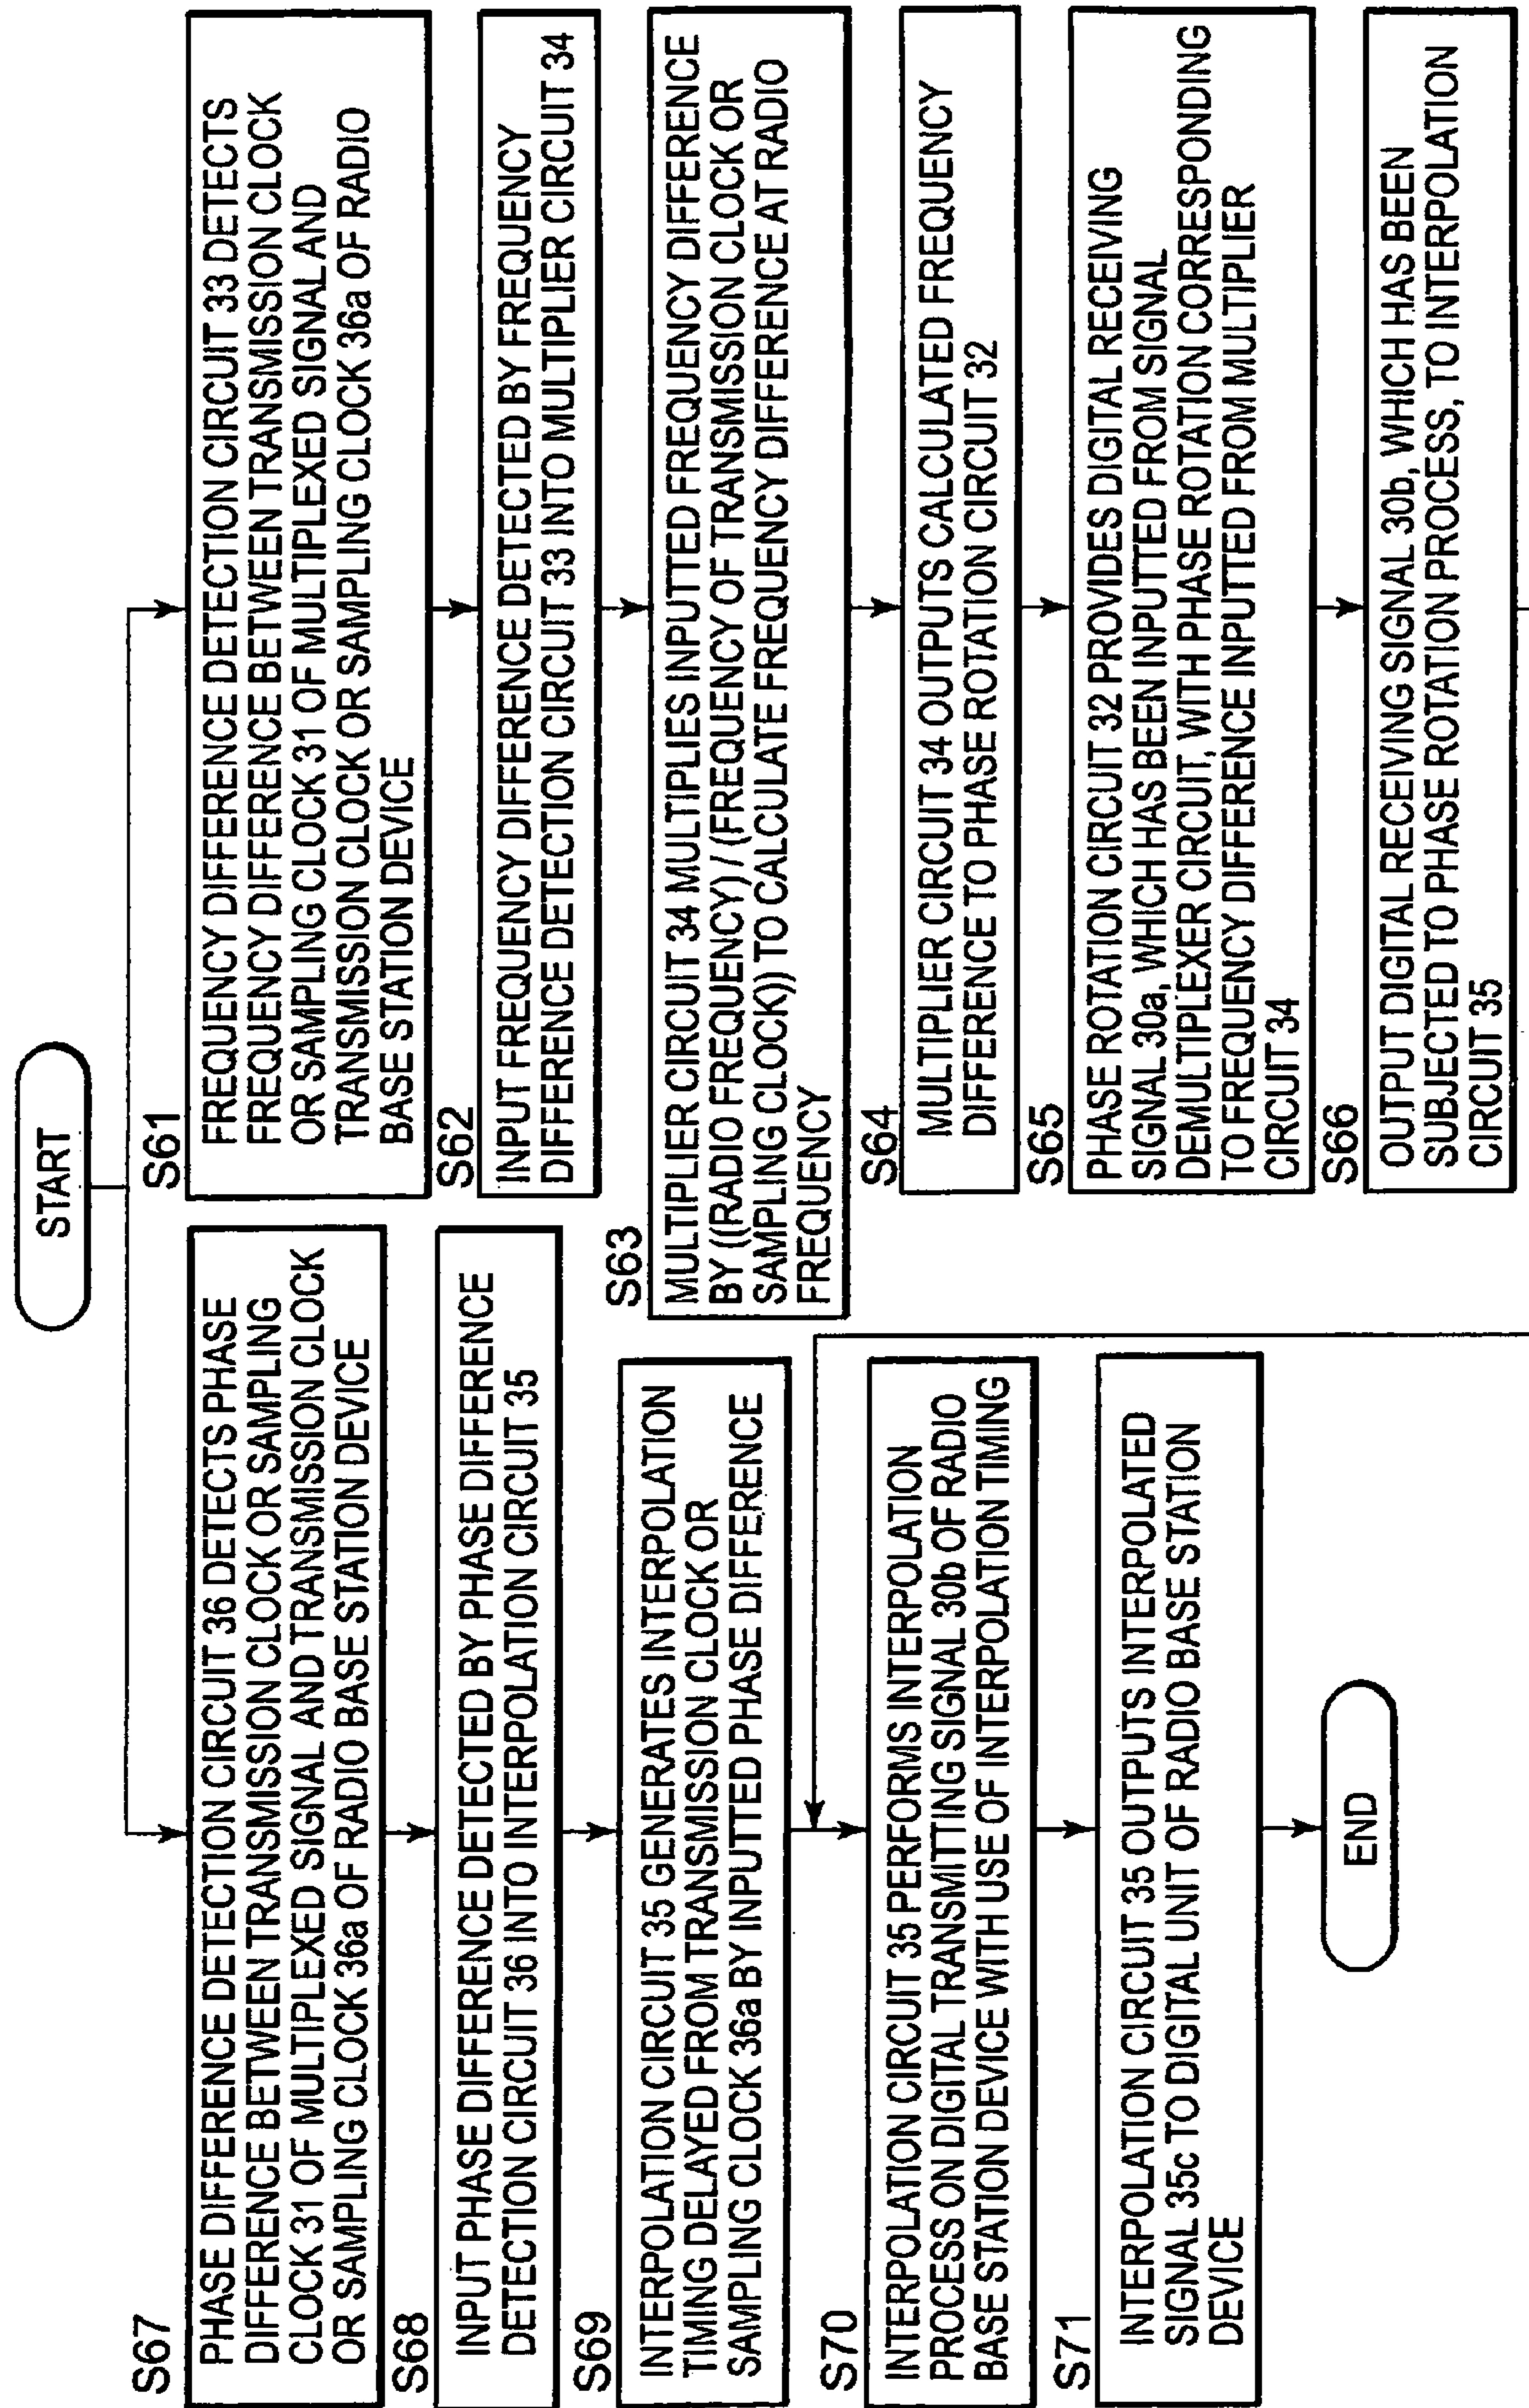 START
S61
FREQUENCY DIFFERENCE DETECTION CIRCUIT 33 DETECTS
FREQUENCY DIFFERENCE BETWEEN TRANSMISSION CLOCK
OR SAMPLING CLOCK 31 OF MULTIPLEXED SIGNAL AND
TRANSMISSION CLOCK OR SAMPLING CLOCK 36a OF RADIO
BASE STATION DEVICE
S62
INPUT FREQUENCY DIFFERENCE DETECTED BY FREQUENCY
DIFFERENCE DETECTION CIRCUIT 33 INTO MULTIPLIER CIRCUIT 34
S63
MULTIPLIER CIRCUIT 34 MULTIPLIES INPUTTED FREQUENCY DIFFERENCE
BY ((RADIO FREQUENCY) / (FREQUENCY OF TRANSMISSION CLOCK OR
SAMPLING CLOCK)) TO CALCULATE FREQUENCY DIFFERENCE AT RADIO
FREQUENCY
S64
MULTIPLIER CIRCUIT 34 OUTPUTS CALCULATED FREQUENCY
DIFFERENCE TO PHASE ROTATION CIRCUIT 32
S65
PHASE ROTATION CIRCUIT 32 PROVIDES DIGITAL RECEIVING
SIGNAL 30a, WHICH HAS BEEN INPUTTED FROM SIGNAL
DEMULTIPLEXER CIRCUIT, WITH PHASE ROTATION CORRESPONDING
TO FREQUENCY DIFFERENCE INPUTTED FROM MULTIPLIER
CIRCUIT 34
S66
OUTPUT DIGITAL RECEIVING SIGNAL 30b, WHICH HAS BEEN
SUBJECTED TO PHASE ROTATION PROCESS, TO INTERPOLATION
CIRCUIT 35
S67
PHASE DIFFERENCE DETECTION CIRCUIT 36 DETECTS PHASE
DIFFERENCE BETWEEN TRANSMISSION CLOCK OR SAMPLING
CLOCK 31 OF MULTIPLEXED SIGNAL AND TRANSMISSION CLOCK
OR SAMPLING CLOCK 36a OF RADIO BASE STATION DEVICE
S68
INPUT PHASE DIFFERENCE DETECTED BY PHASE DIFFERENCE
DETECTION CIRCUIT 36 INTO INTERPOLATION CIRCUIT 35
S69
INTERPOLATION CIRCUIT 35 GENERATES INTERPOLATION
TIMING DELAYED FROM TRANSMISSION CLOCK OR
SAMPLING CLOCK 36a BY INPUTTED PHASE DIFFERENCE
S70
INTERPOLATION CIRCUIT 35 PERFORMS INTERPOLATION
PROCESS ON DIGITAL TRANSMITTING SIGNAL 30b OF RADIO
BASE STATION DEVICE WITH USE OF INTERPOLATION TIMING
S71
INTERPOLATION CIRCUIT 35 OUTPUTS INTERPOLATED
SIGNAL 35c TO DIGITAL UNIT OF RADIO BASE STATION
DEVICE
END